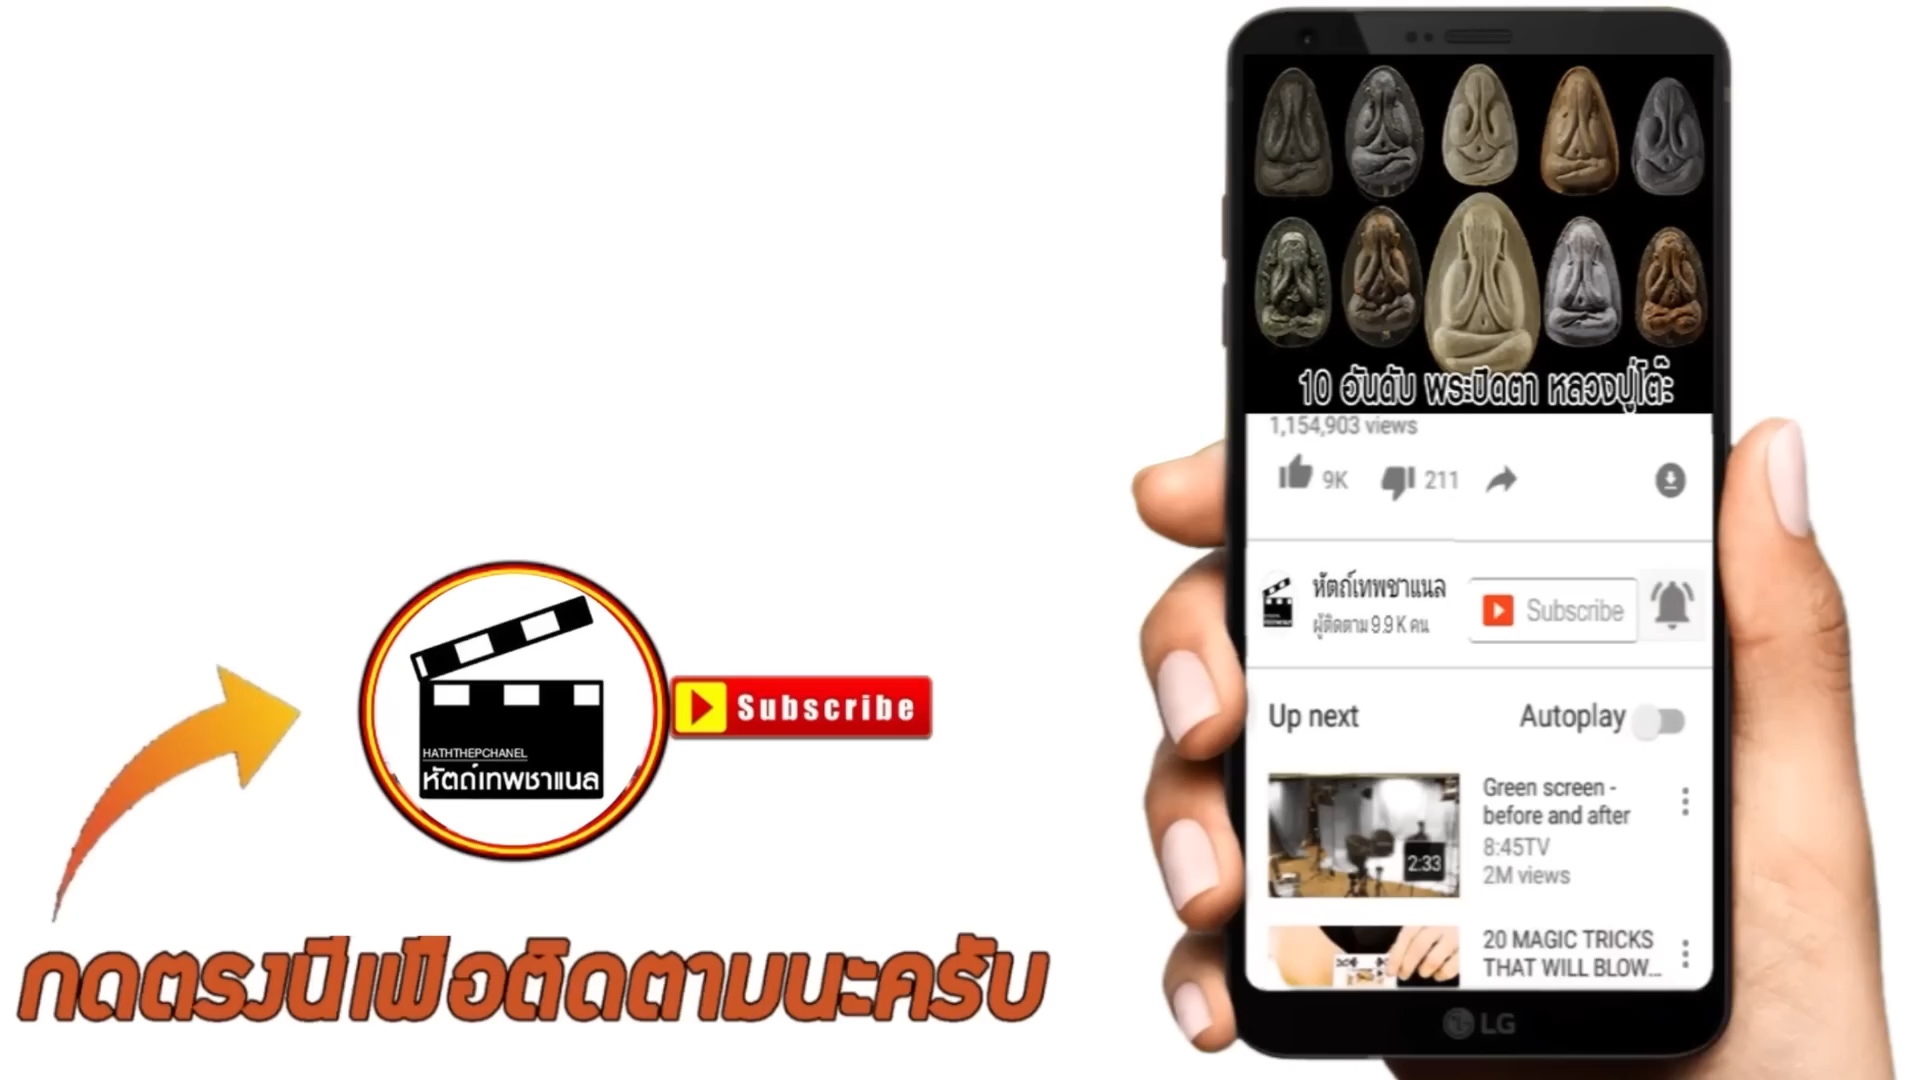 10 อันดับ พระปิดตา หลวงปู่โต๊ะ
1,154,903 views
9K 211
หัตถ์เทพชาแนล
ผู้ติดตาม 9.9 K คน
Subscribe
Up next Autoplay
2:33
Green screen -
before and after
8:45TV
2M views
20 MAGIC TRICKS
THAT WILL BLOW...
LG
HATHTHEPCHANEL
หัตถ์เทพชาแนล
Subscribe
กดตรงนี้เพื่อติดตามนะครับ